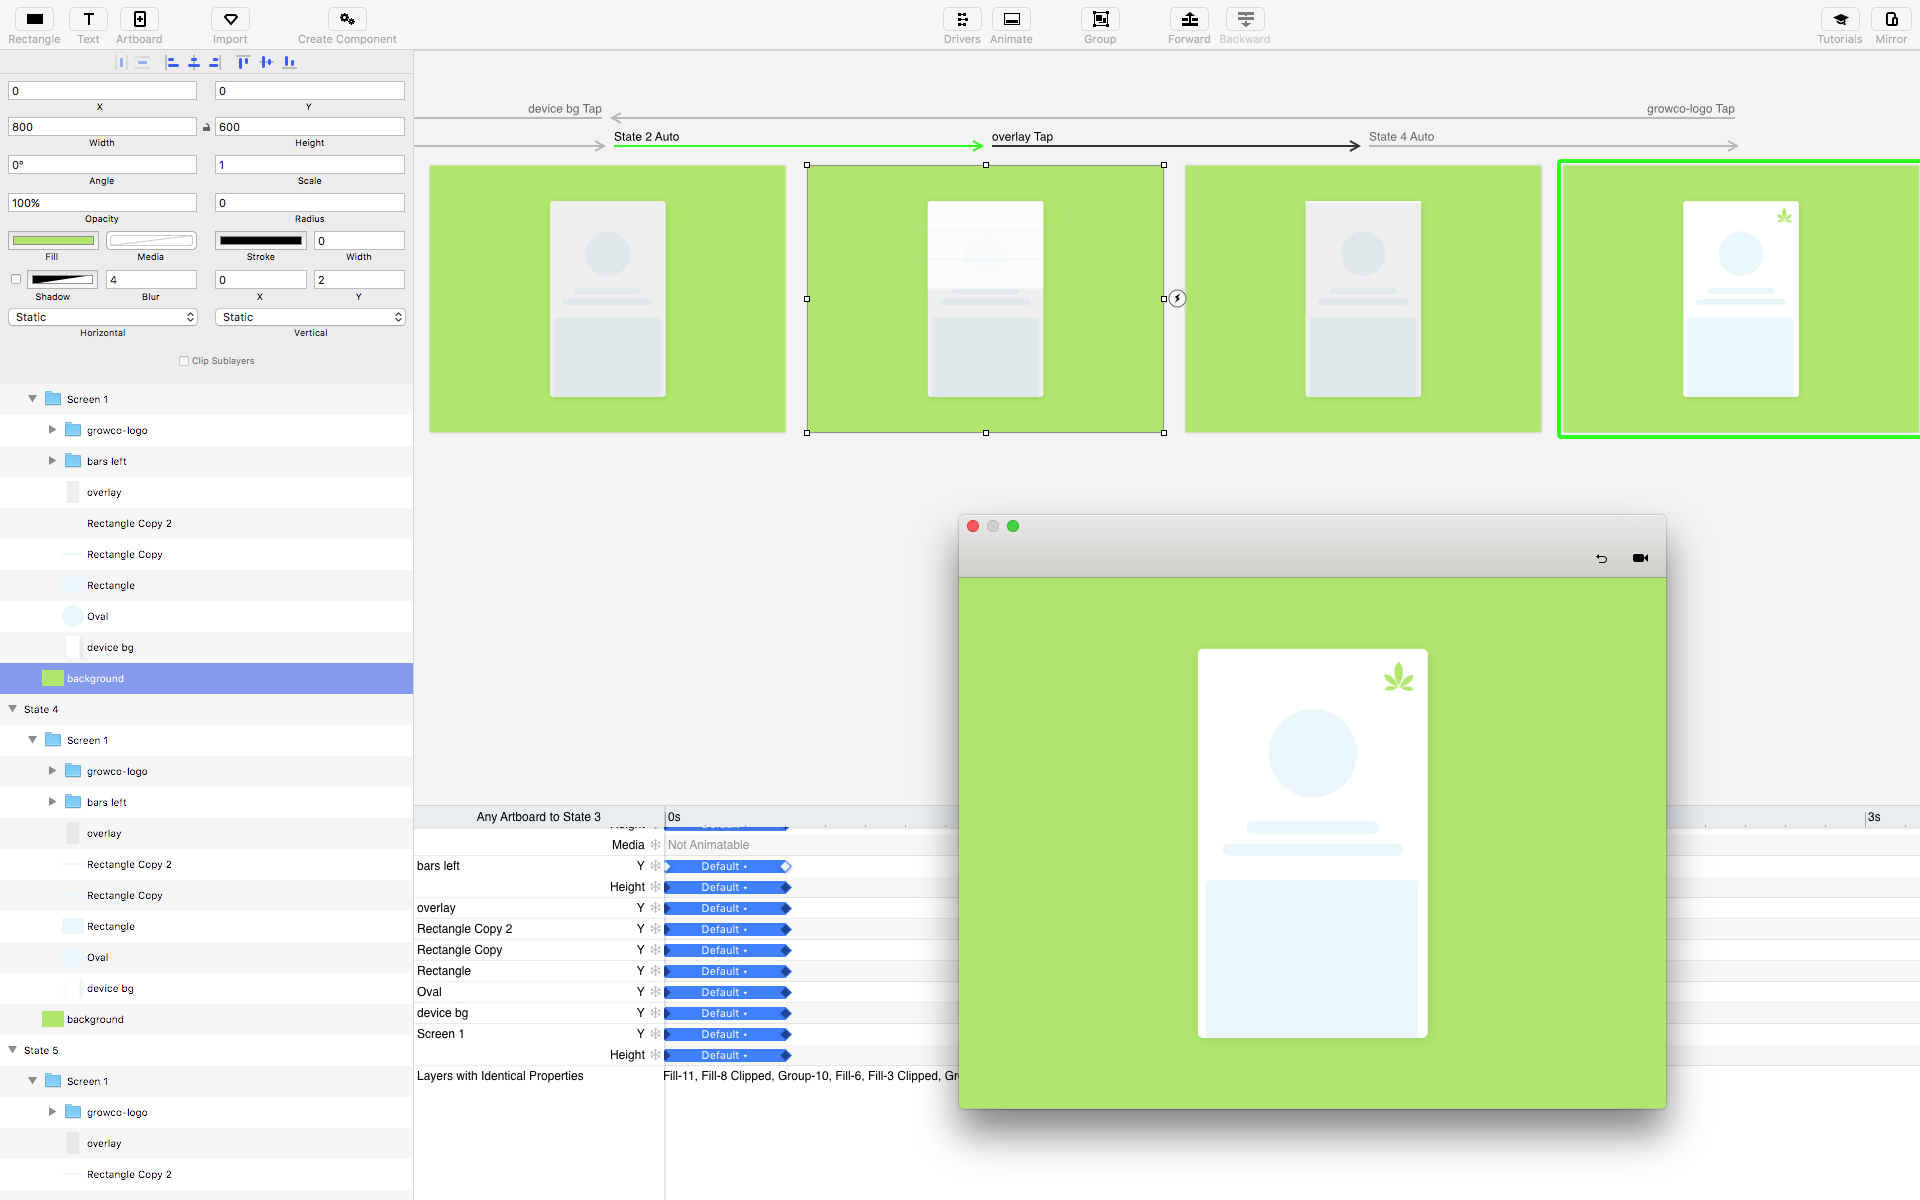 Rectangle Text Artboard Import Create Component Drivers Animate Group Forward Backward Tutorials Mirror
0 0
X Y
800 600
Width Height
0° 1
Angle Scale
100% 0
Opacity Radius
0
Fill Media Stroke Width
4 0 2
Shadow Blur X Y
Static Static
Horizontal Vertical
Clip Sublayers
Screen 1
growco-logo
bars left
overlay
Rectangle Copy 2
Rectangle Copy
Rectangle
Oval
device bg
background
State 4
Screen 1
growco-logo
bars left
overlay
Rectangle Copy 2
Rectangle Copy
Rectangle
Oval
device bg
background
State 5
Screen 1
growco-logo
overlay
Rectangle Copy 2
device bg Tap growco-logo Tap
State 2 Auto overlay Tap State 4 Auto
Any Artboard to State 3 0s 3s
Media Not Animatable
bars left Y Default
Height Default
overlay Y Default
Rectangle Copy 2 Y Default
Rectangle Copy Y Default
Rectangle Y Default
Oval Y Default
device bg Y Default
Screen 1 Y Default
Height Default
Layers with Identical Properties Fill-11, Fill-8 Clipped, Group-10, Fill-6, Fill-3 Clipped, Gr